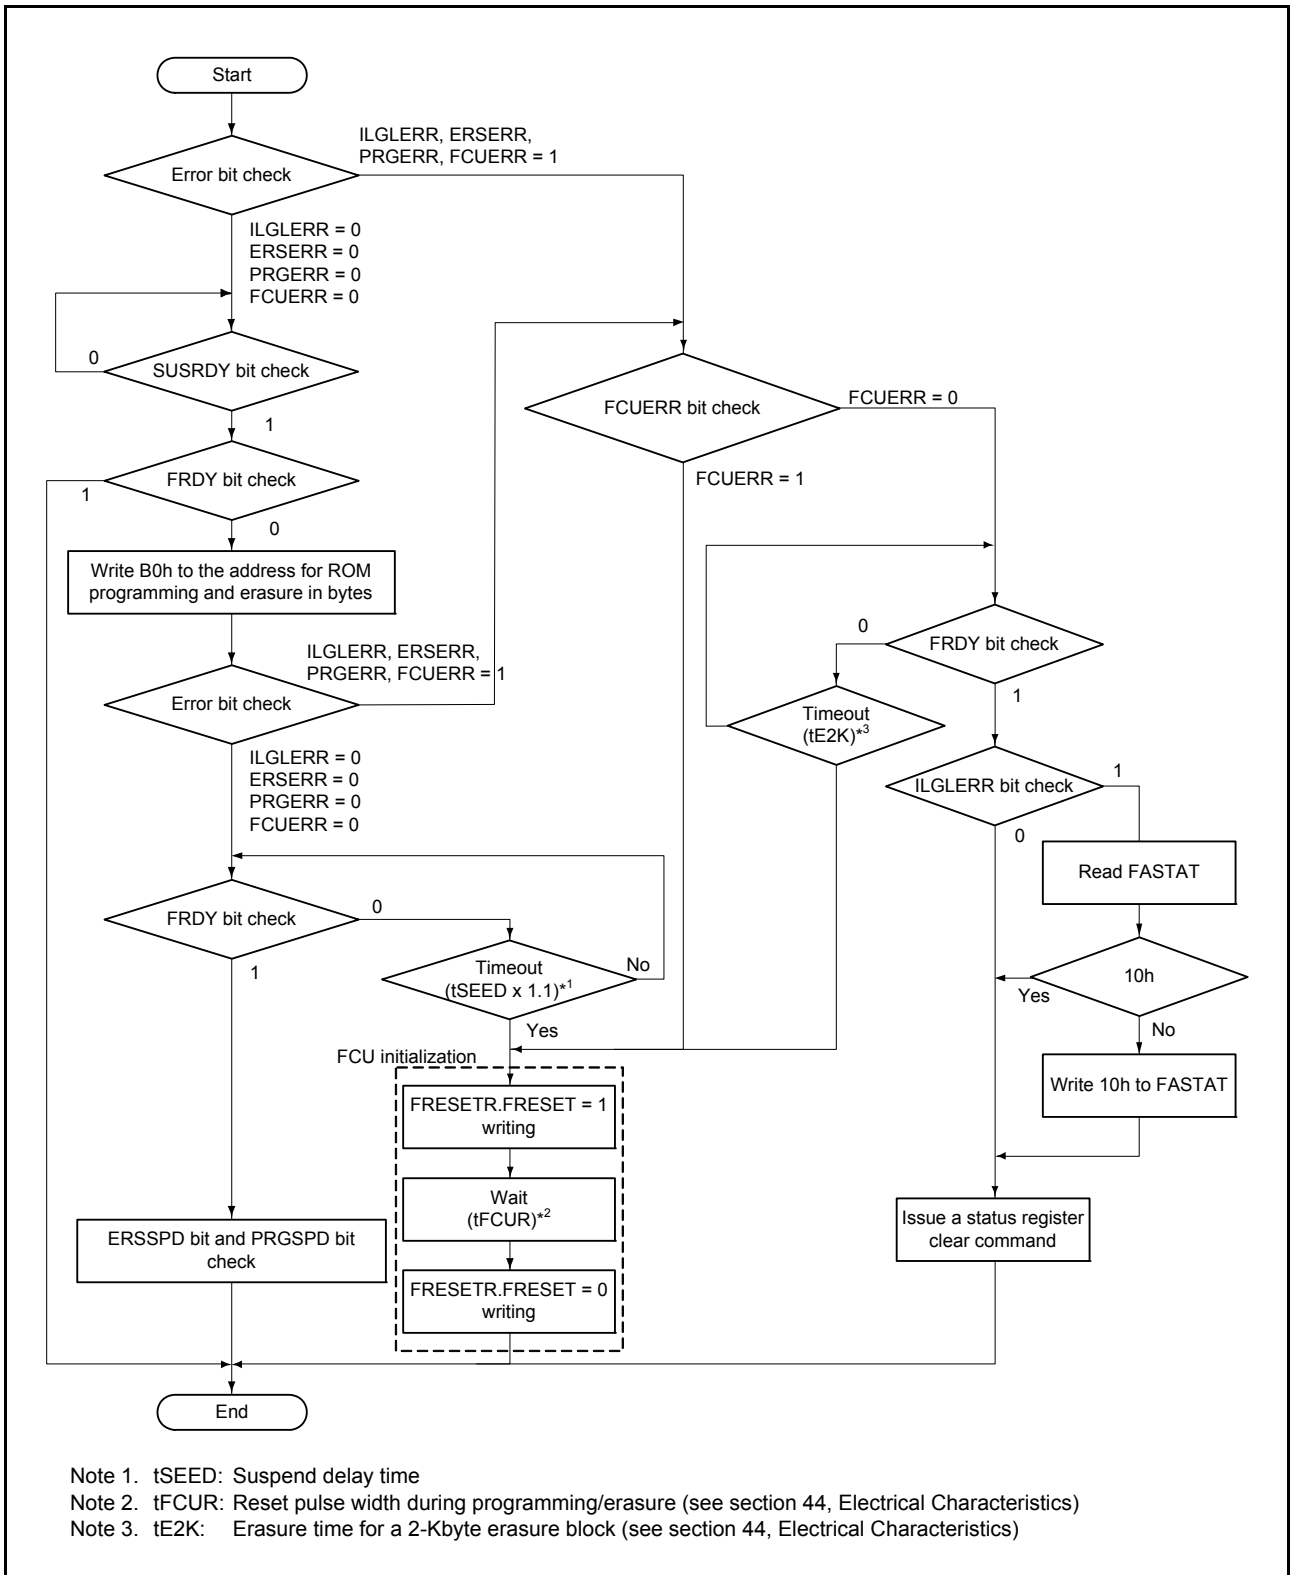 Start
Error bit check
ILGLERR, ERSERR,
PRGERR, FCUERR = 1
ILGLERR = 0
ERSERR = 0
PRGERR = 0
FCUERR = 0
0
SUSRDY bit check
1
FRDY bit check
1
0
Write B0h to the address for ROM
programming and erasure in bytes
ILGLERR, ERSERR,
PRGERR, FCUERR = 1
Error bit check
ILGLERR = 0
ERSERR = 0
PRGERR = 0
FCUERR = 0
FRDY bit check
0
1
Timeout
(tSEED x 1.1)*1
No
Yes
FCU initialization
FRESETR.FRESET = 1
writing
Wait
(tFCUR)*2
FRESETR.FRESET = 0
writing
ERSSPD bit and PRGSPD bit
check
FCUERR bit check
FCUERR = 0
FCUERR = 1
FRDY bit check
0
1
Timeout
(tE2K)*3
ILGLERR bit check
1
0
Read FASTAT
10h
Yes
No
Write 10h to FASTAT
Issue a status register
clear command
End
Note 1. tSEED: Suspend delay time
Note 2. tFCUR: Reset pulse width during programming/erasure (see section 44, Electrical Characteristics)
Note 3. tE2K: Erasure time for a 2-Kbyte erasure block (see section 44, Electrical Characteristics)